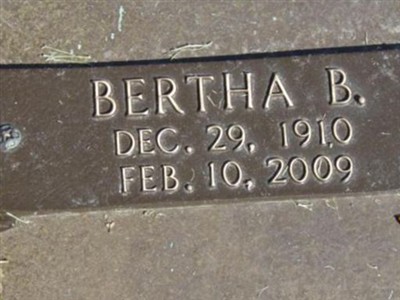 BERTHA B.
DEC. 29, 1910
FEB. 10, 2009